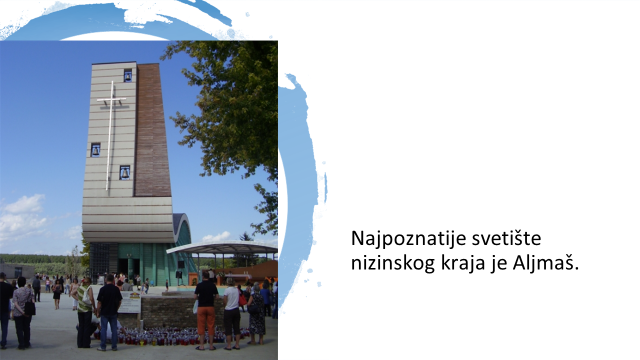 Najpoznatije svetište
nizinskog kraja je Aljmaš.